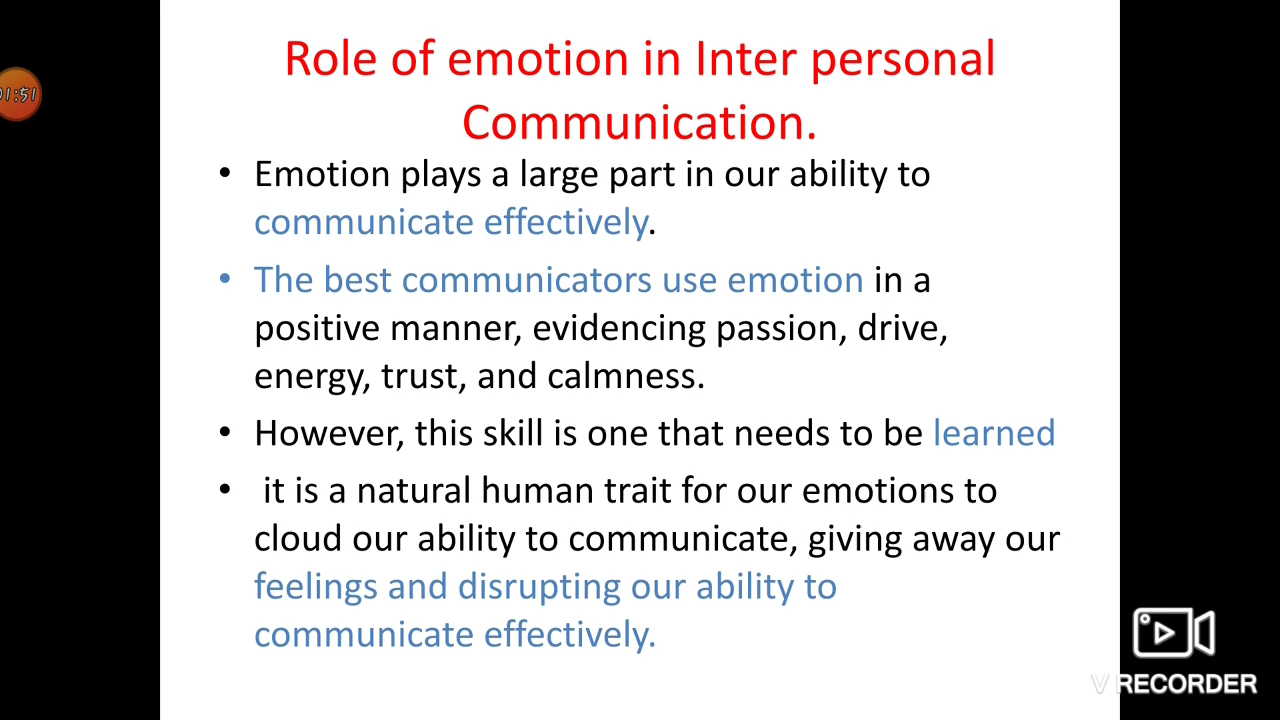 Role of emotion in Inter personal
Communication.
01:51
• Emotion plays a large part in our ability to
communicate effectively.
• The best communicators use emotion in a
positive manner, evidencing passion, drive,
energy, trust, and calmness.
• However, this skill is one that needs to be learned
• it is a natural human trait for our emotions to
cloud our ability to communicate, giving away our
feelings and disrupting our ability to
communicate effectively.
V RECORDER